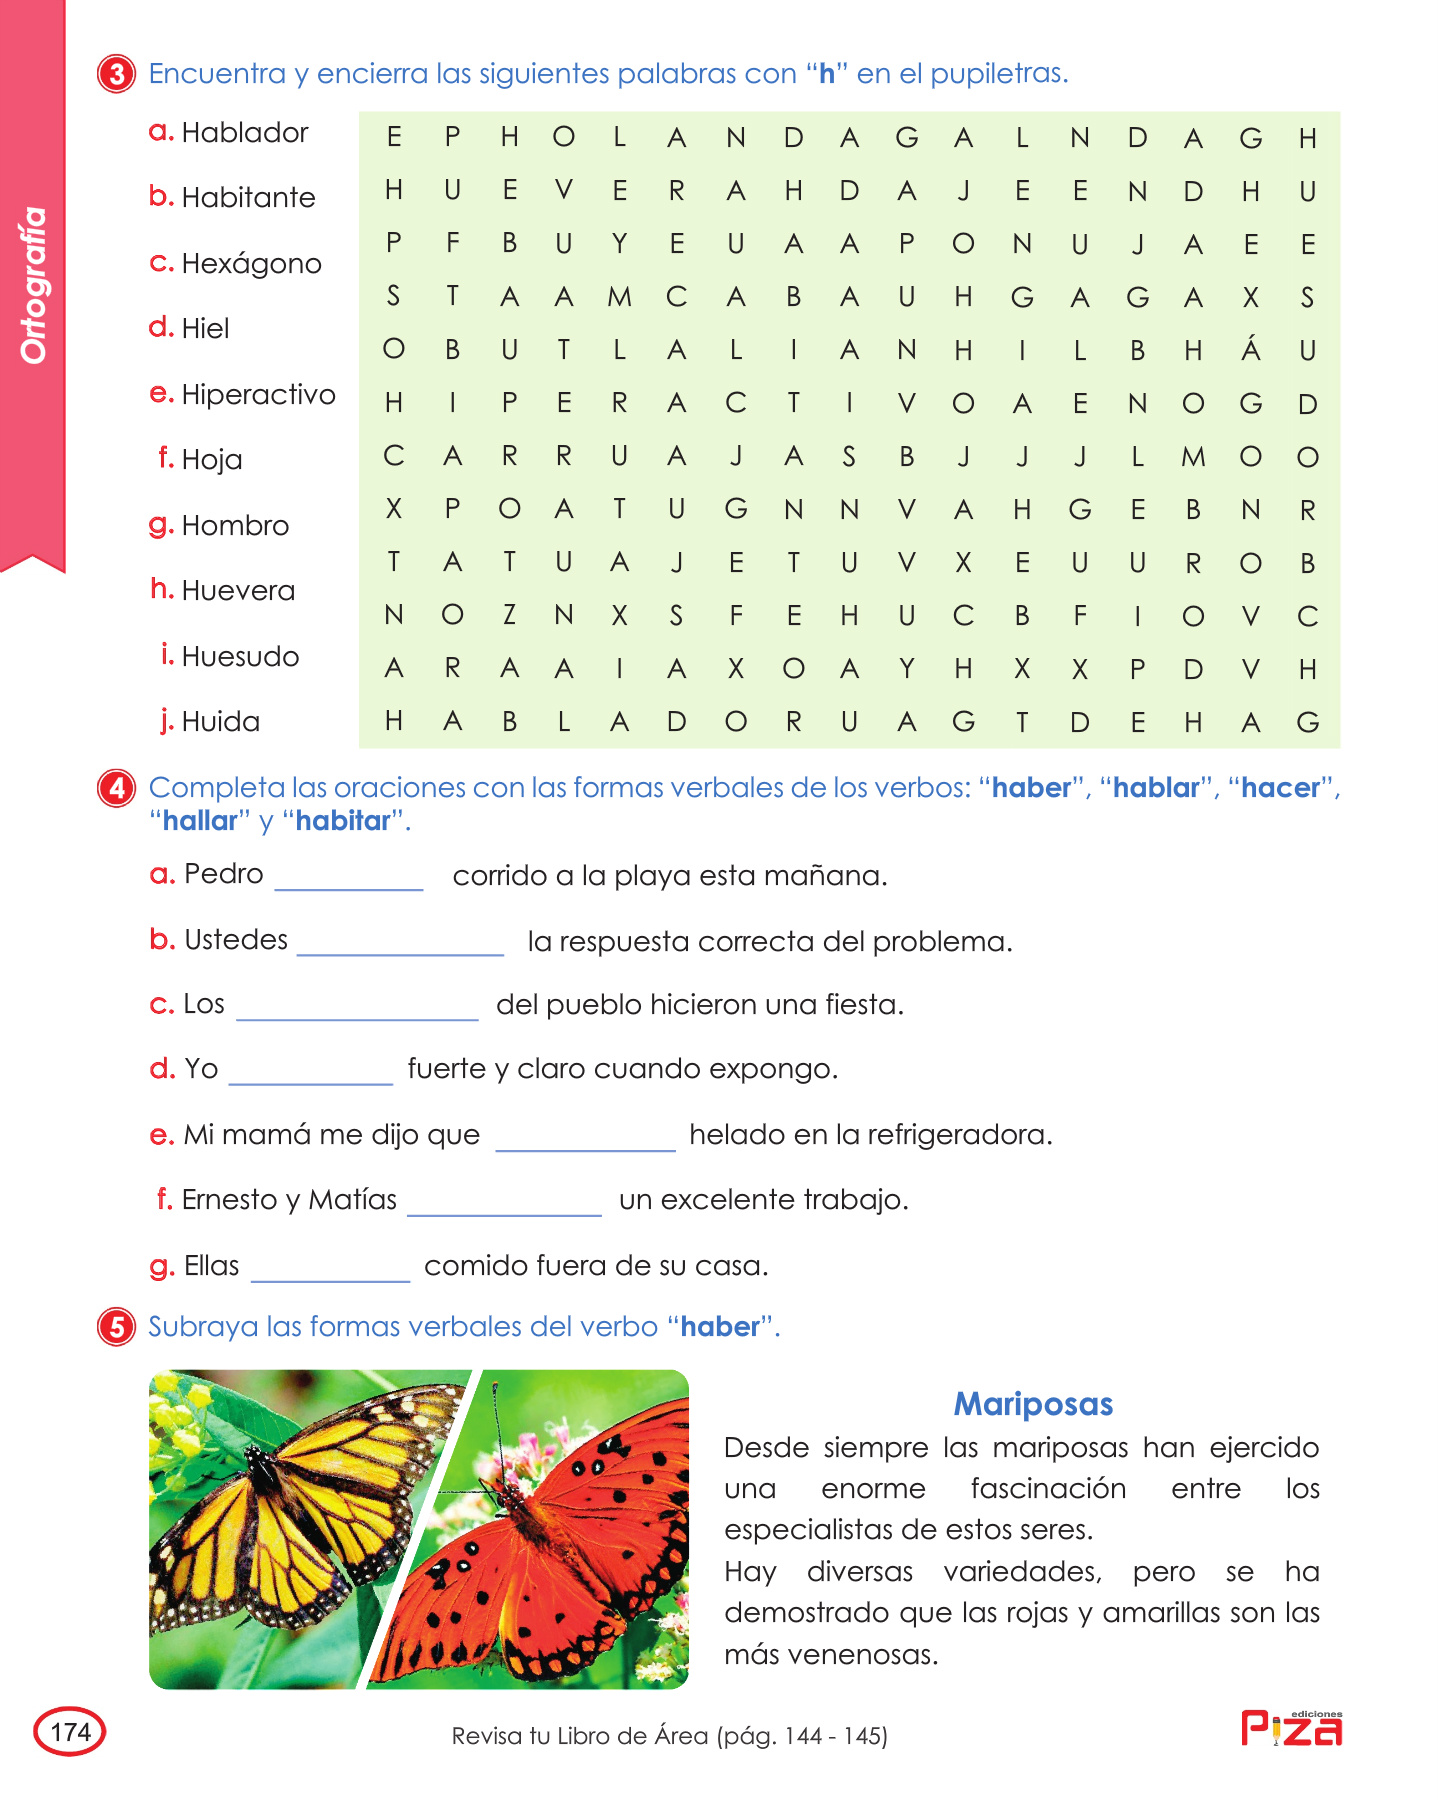 Ortografía
3 Encuentra y encierra las siguientes palabras con “h” en el pupiletras.
a. Hablador
b. Habitante
c. Hexágono
d. Hiel
e. Hiperactivo
f. Hoja
g. Hombro
h. Huevera
i. Huesudo
j. Huida
E P H O L A N D A G A L N D A G H
H U E V E R A H D A J E E N D H U
P F B U Y E U A A P O N U J A E E
S T A A M C A B A U H G A G A X S
O B U T L A L I A N H I L B H Á U
H I P E R A C T I V O A E N O G D
C A R R U A J A S B J J J L M O O
X P O A T U G N N V A H G E B N R
T A T U A J E T U V X E U U R O B
N O Z N X S F E H U C B F I O V C
A R A A I A X O A Y H X X P D V H
H A B L A D O R U A G T D E H A G
4 Completa las oraciones con las formas verbales de los verbos: “haber”, “hablar”, “hacer”,
“hallar” y “habitar”.
a. Pedro __________ corrido a la playa esta mañana.
b. Ustedes ______________ la respuesta correcta del problema.
c. Los ________________ del pueblo hicieron una fiesta.
d. Yo ___________ fuerte y claro cuando expongo.
e. Mi mamá me dijo que ____________ helado en la refrigeradora.
f. Ernesto y Matías _____________ un excelente trabajo.
g. Ellas ___________ comido fuera de su casa.
5 Subraya las formas verbales del verbo “haber”.
Mariposas
Desde siempre las mariposas han ejercido
una enorme fascinación entre los
especialistas de estos seres.
Hay diversas variedades, pero se ha
demostrado que las rojas y amarillas son las
más venenosas.
174
Revisa tu Libro de Área (pág. 144 - 145)
ediciones
Piza